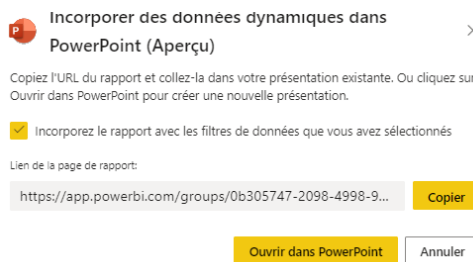 Incorporer des données dynamiques dans
PowerPoint (Aperçu)
Copiez l'URL du rapport et collez-la dans votre présentation existante. Ou cliquez sur
Ouvrir dans PowerPoint pour créer une nouvelle présentation.
Incorporez le rapport avec les filtres de données que vous avez sélectionnés
Lien de la page de rapport:
https://app.powerbi.com/groups/0b305747-2098-4998-9... Copier
Ouvrir dans PowerPoint Annuler